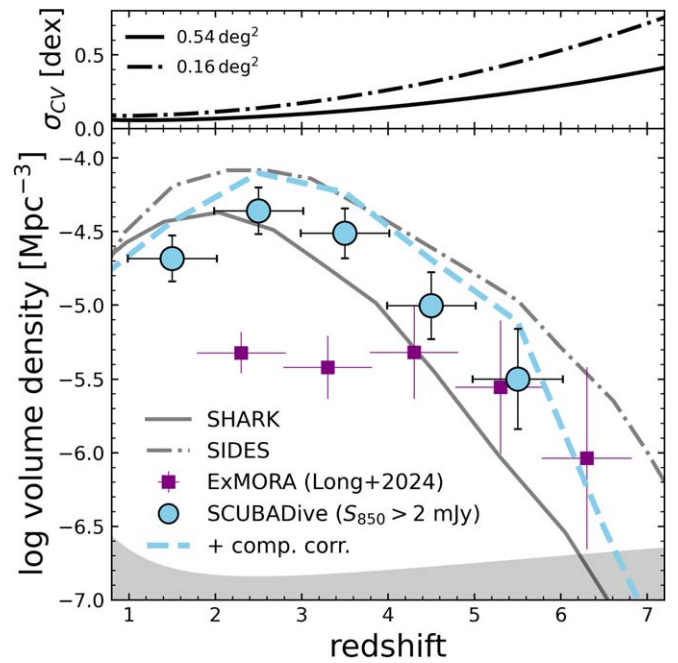 σCV [dex]
0.5
0.0
0.54 deg²
0.16 deg²
log volume density [Mpc⁻³]
−4.0
−4.5
−5.0
−5.5
−6.0
−6.5
−7.0
SHARK
SIDES
ExMORA (Long+2024)
SCUBADive (S₈₅₀ > 2 mJy)
+ comp. corr.
1 2 3 4 5 6 7
redshift